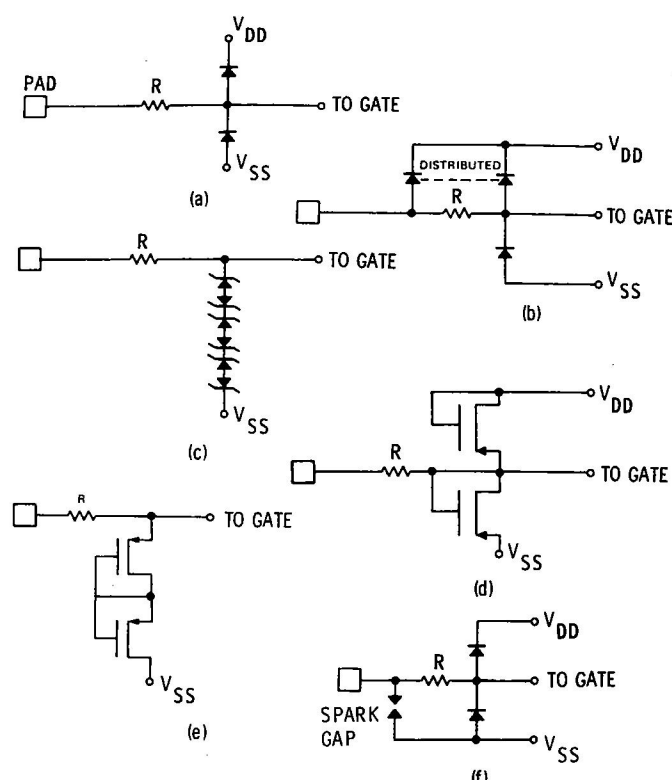 V_DD
PAD
R
TO GATE
V_SS
(a)
V_DD
DISTRIBUTED
R
TO GATE
V_SS
(b)
R
TO GATE
V_SS
(c)
V_DD
R
TO GATE
V_SS
(d)
R
TO GATE
V_SS
(e)
V_DD
R
TO GATE
SPARK
GAP
V_SS
(f)